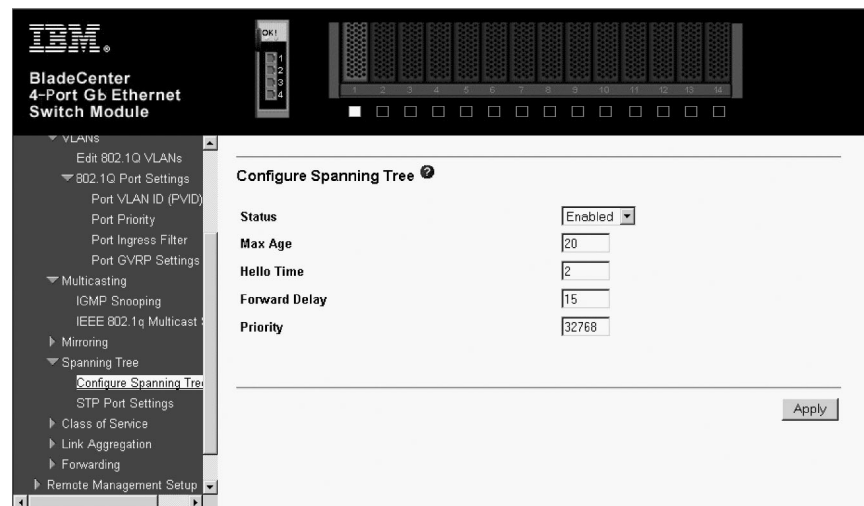 IBM®
BladeCenter
4-Port Gb Ethernet
Switch Module
OK!
1
2
3
4
1 2 3 4 5 6 7 8 9 10 11 12 13 14
VLANs
Edit 802.1Q VLANs
802.1Q Port Settings
Port VLAN ID (PVID)
Port Priority
Port Ingress Filter
Port GVRP Settings
Multicasting
IGMP Snooping
IEEE 802.1q Multicast
Mirroring
Spanning Tree
Configure Spanning Tre
STP Port Settings
Class of Service
Link Aggregation
Forwarding
Remote Management Setup
Configure Spanning Tree ?
Status Enabled
Max Age 20
Hello Time 2
Forward Delay 15
Priority 32768
Apply